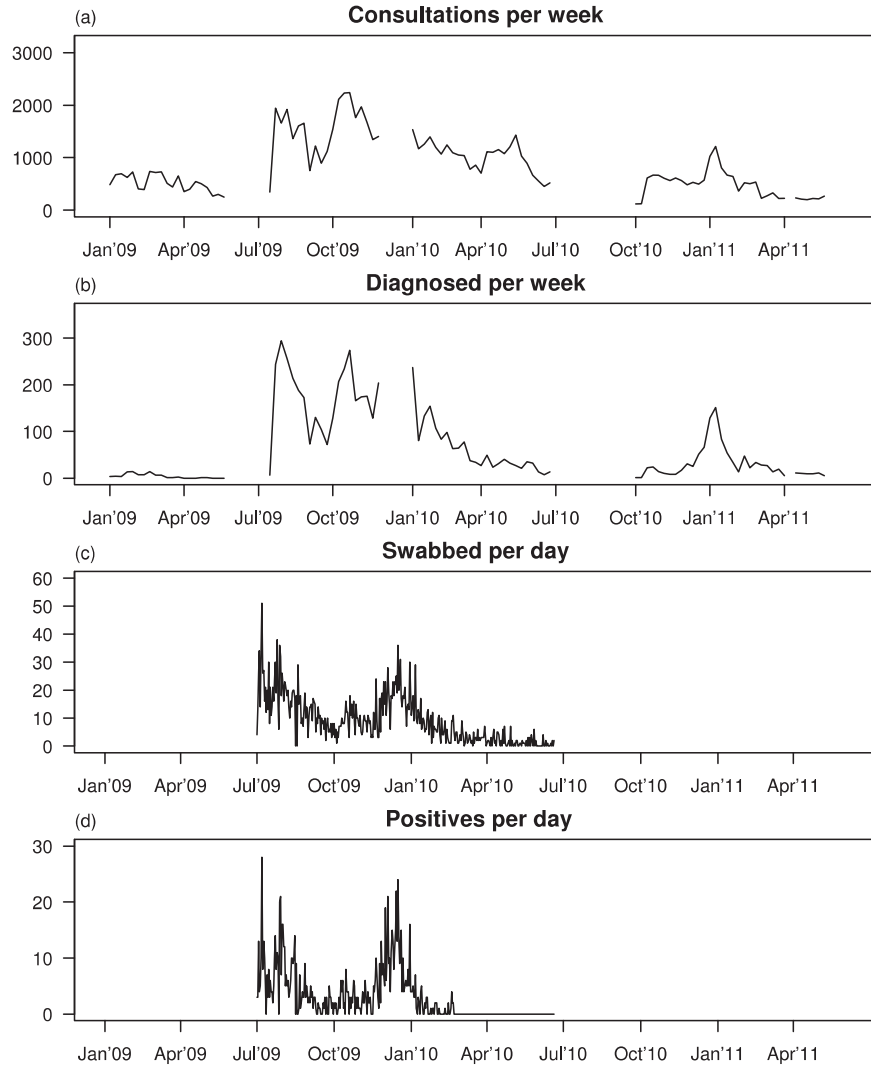 (a) Consultations per week
3000
2000
1000
0
Jan'09 Apr'09 Jul'09 Oct'09 Jan'10 Apr'10 Jul'10 Oct'10 Jan'11 Apr'11
(b) Diagnosed per week
300
200
100
0
Jan'09 Apr'09 Jul'09 Oct'09 Jan'10 Apr'10 Jul'10 Oct'10 Jan'11 Apr'11
(c) Swabbed per day
60
50
40
30
20
10
0
Jan'09 Apr'09 Jul'09 Oct'09 Jan'10 Apr'10 Jul'10 Oct'10 Jan'11 Apr'11
(d) Positives per day
30
20
10
0
Jan'09 Apr'09 Jul'09 Oct'09 Jan'10 Apr'10 Jul'10 Oct'10 Jan'11 Apr'11